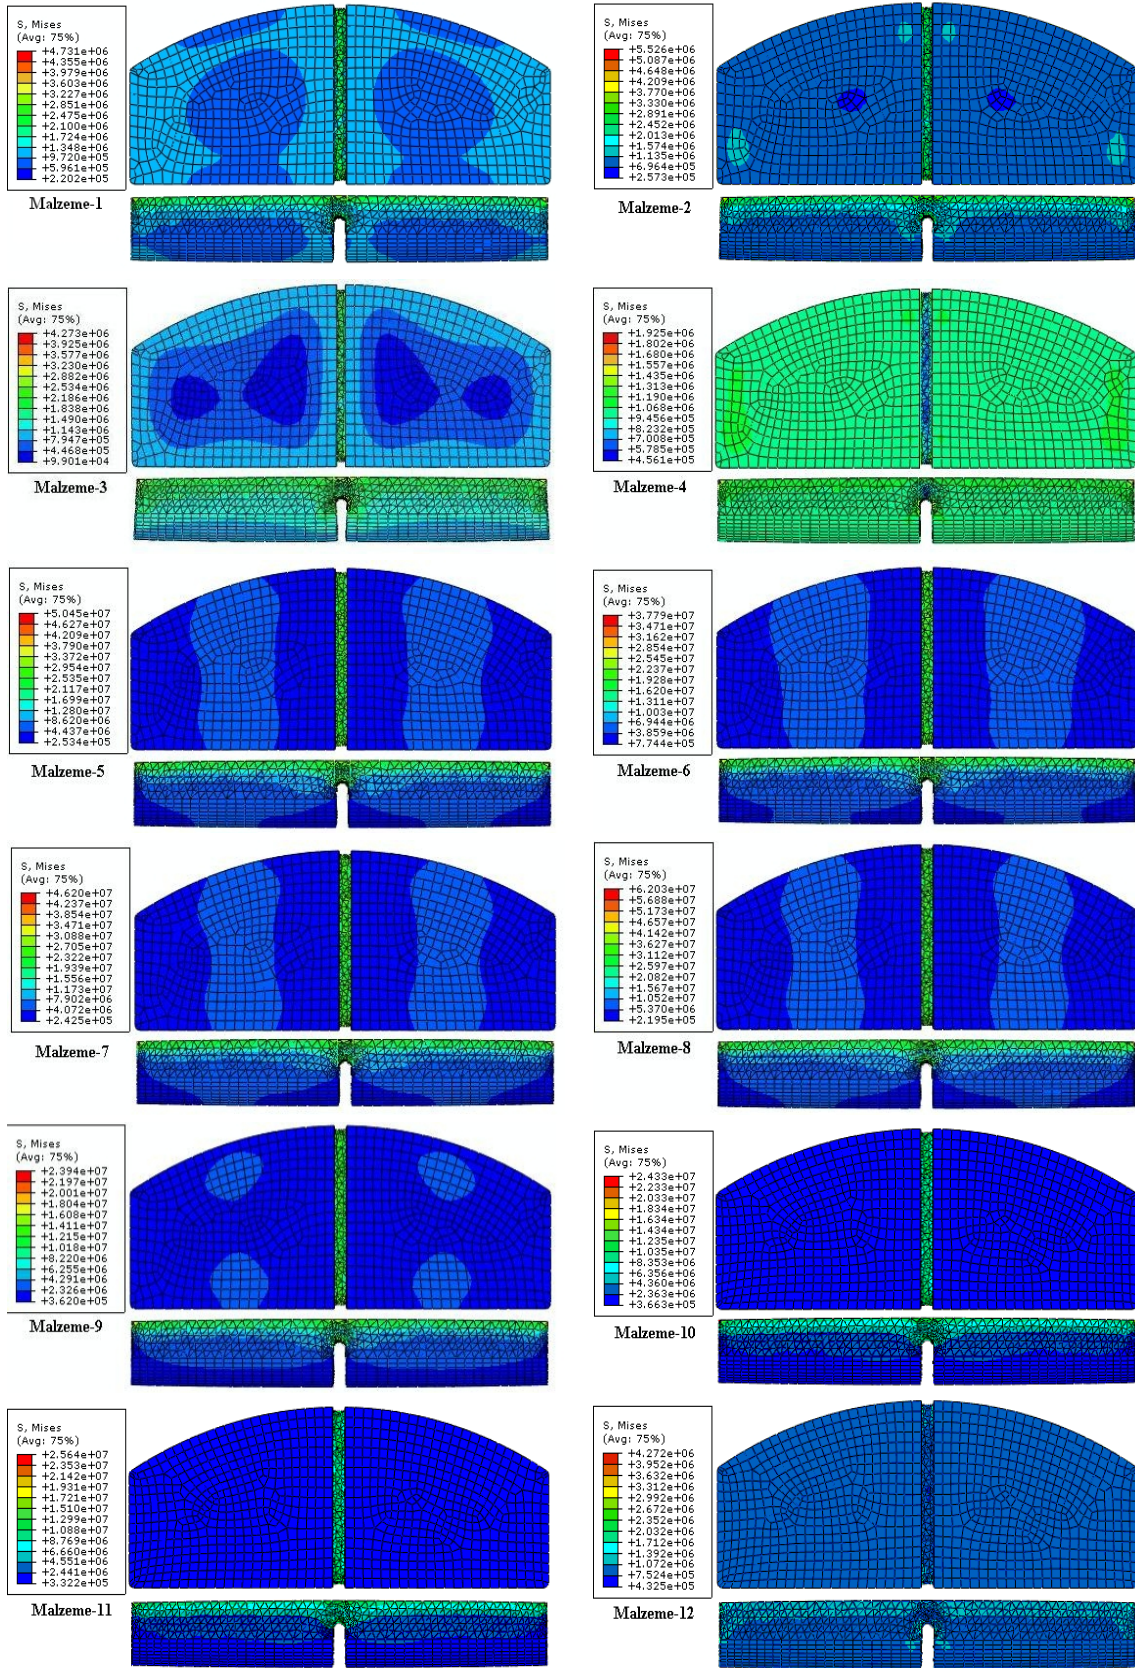 S, Mises
(Avg: 75%)
+4.731e+06
+4.355e+06
+3.979e+06
+3.603e+06
+3.227e+06
+2.851e+06
+2.475e+06
+2.100e+06
+1.724e+06
+1.348e+06
+9.720e+05
+5.961e+05
+2.202e+05
Malzeme-1
S, Mises
(Avg: 75%)
+5.526e+06
+5.087e+06
+4.648e+06
+4.209e+06
+3.770e+06
+3.330e+06
+2.891e+06
+2.452e+06
+2.013e+06
+1.574e+06
+1.135e+06
+6.964e+05
+2.573e+05
Malzeme-2
S, Mises
(Avg: 75%)
+4.273e+06
+3.925e+06
+3.577e+06
+3.230e+06
+2.882e+06
+2.534e+06
+2.186e+06
+1.838e+06
+1.490e+06
+1.143e+06
+7.947e+05
+4.468e+05
+9.901e+04
Malzeme-3
S, Mises
(Avg: 75%)
+1.925e+06
+1.802e+06
+1.680e+06
+1.557e+06
+1.435e+06
+1.313e+06
+1.190e+06
+1.068e+06
+9.456e+05
+8.232e+05
+7.008e+05
+5.785e+05
+4.561e+05
Malzeme-4
S, Mises
(Avg: 75%)
+5.045e+07
+4.627e+07
+4.209e+07
+3.790e+07
+3.372e+07
+2.954e+07
+2.535e+07
+2.117e+07
+1.699e+07
+1.280e+07
+8.620e+06
+4.437e+06
+2.534e+05
Malzeme-5
S, Mises
(Avg: 75%)
+3.779e+07
+3.471e+07
+3.162e+07
+2.854e+07
+2.545e+07
+2.237e+07
+1.928e+07
+1.620e+07
+1.311e+07
+1.003e+07
+6.944e+06
+3.859e+06
+7.744e+05
Malzeme-6
S, Mises
(Avg: 75%)
+4.620e+07
+4.237e+07
+3.854e+07
+3.471e+07
+3.088e+07
+2.705e+07
+2.322e+07
+1.939e+07
+1.556e+07
+1.173e+07
+7.902e+06
+4.072e+06
+2.425e+05
Malzeme-7
S, Mises
(Avg: 75%)
+6.203e+07
+5.688e+07
+5.173e+07
+4.657e+07
+4.142e+07
+3.627e+07
+3.112e+07
+2.597e+07
+2.082e+07
+1.567e+07
+1.052e+07
+5.370e+06
+2.195e+05
Malzeme-8
S, Mises
(Avg: 75%)
+2.394e+07
+2.197e+07
+2.001e+07
+1.804e+07
+1.608e+07
+1.411e+07
+1.215e+07
+1.018e+07
+8.220e+06
+6.255e+06
+4.291e+06
+2.326e+06
+3.620e+05
Malzeme-9
S, Mises
(Avg: 75%)
+2.433e+07
+2.233e+07
+2.033e+07
+1.834e+07
+1.634e+07
+1.434e+07
+1.235e+07
+1.035e+07
+8.353e+06
+6.356e+06
+4.360e+06
+2.363e+06
+3.663e+05
Malzeme-10
S, Mises
(Avg: 75%)
+2.564e+07
+2.353e+07
+2.142e+07
+1.931e+07
+1.721e+07
+1.510e+07
+1.299e+07
+1.088e+07
+8.769e+06
+6.660e+06
+4.551e+06
+2.441e+06
+3.322e+05
Malzeme-11
S, Mises
(Avg: 75%)
+4.272e+06
+3.952e+06
+3.632e+06
+3.312e+06
+2.992e+06
+2.672e+06
+2.352e+06
+2.032e+06
+1.712e+06
+1.392e+06
+1.072e+06
+7.524e+05
+4.325e+05
Malzeme-12